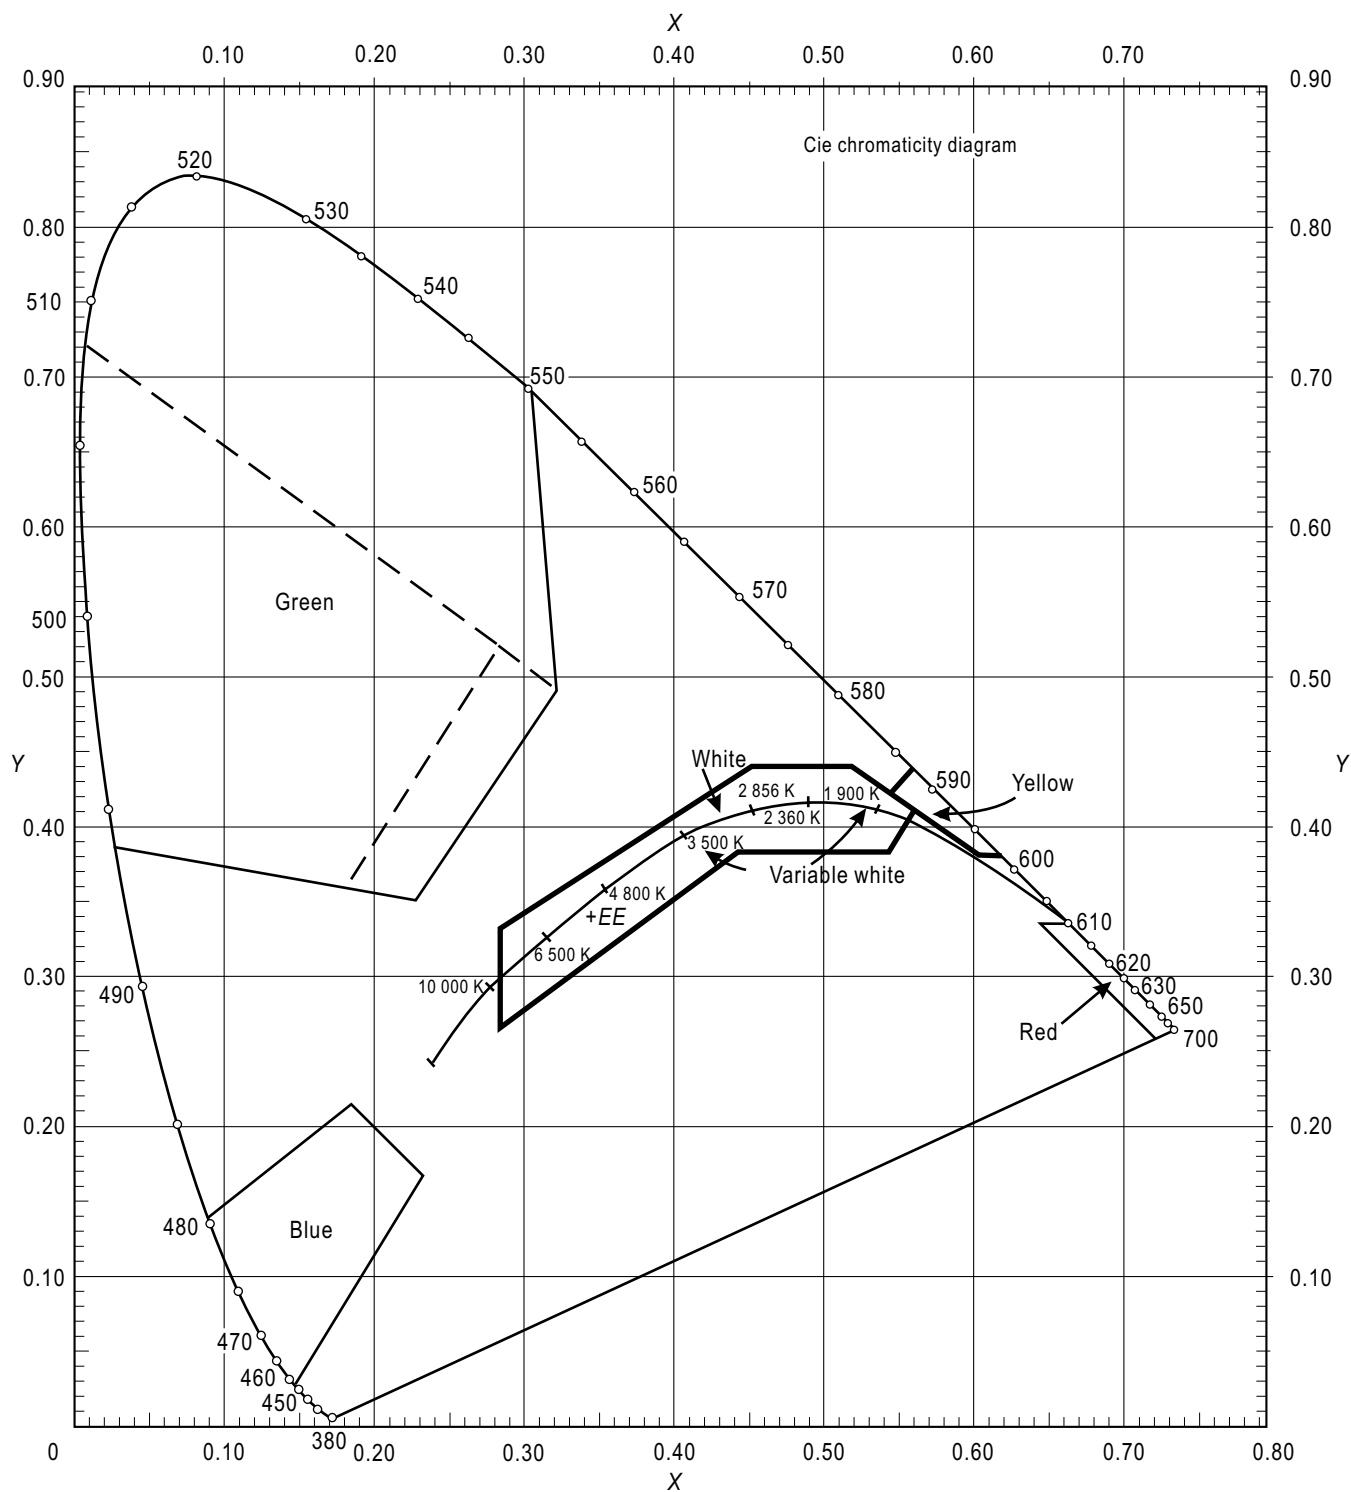 X
0.10 0.20 0.30 0.40 0.50 0.60 0.70
0.90 0.90
Cie chromaticity diagram
520
530
0.80 0.80
540
510
550
0.70 0.70
560
0.60 0.60
570
Green
500
0.50 580 0.50
White
Y Y
590 Yellow
2 856 K 1 900 K
2 360 K
0.40 0.40
3 500 K
600
Variable white
4 800 K
+EE
610
6 500 K
620
0.30 0.30
10 000 K 630
490
650
Red
700
0.20 0.20
480 Blue
0.10 0.10
470
460
450
380
0 0.10 0.20 0.30 0.40 0.50 0.60 0.70 0.80
X